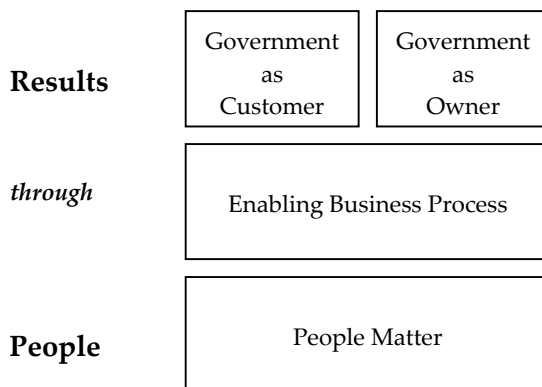 Government
as
Customer
Government
as
Owner
Results
through
Enabling Business Process
People Matter
People